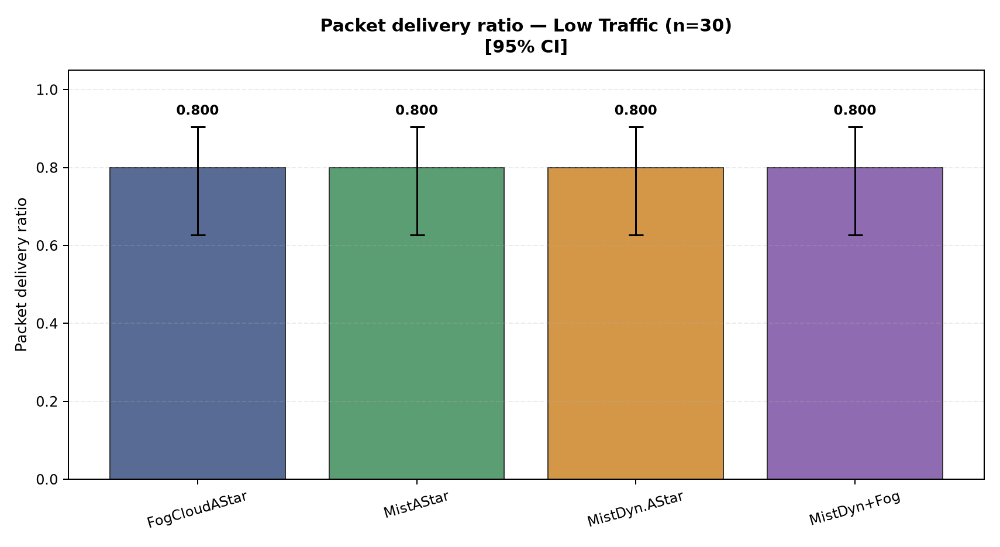 Packet delivery ratio — Low Traffic (n=30)
[95% CI]
Packet delivery ratio
1.0
0.8
0.6
0.4
0.2
0.0
0.800
0.800
0.800
0.800
FogCloudAStar
MistAStar
MistDyn.AStar
MistDyn+Fog